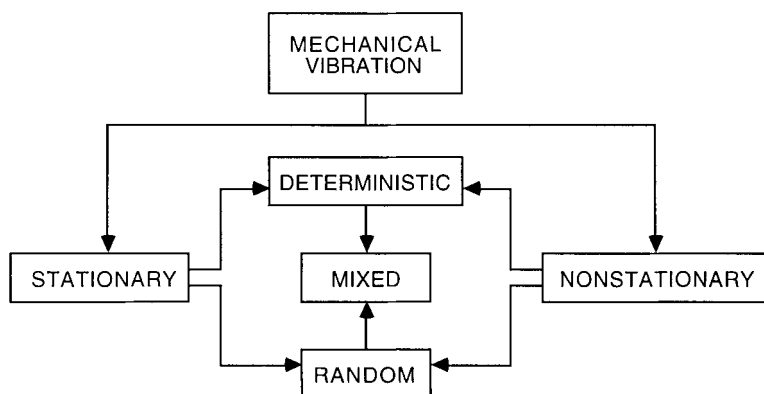 MECHANICAL
VIBRATION
DETERMINISTIC
STATIONARY
MIXED
NONSTATIONARY
RANDOM